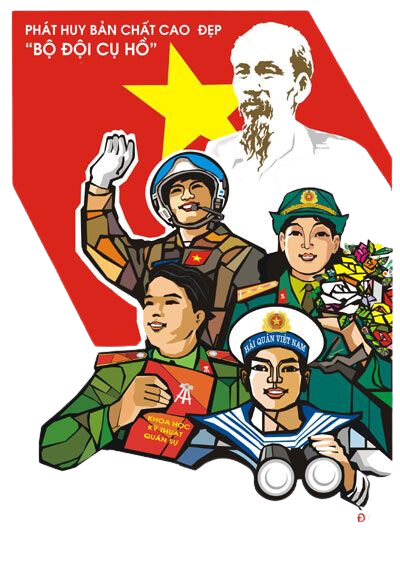 PHÁT HUY BẢN CHẤT CAO ĐẸP
“BỘ ĐỘI CỤ HỒ”
HẢI QUÂN VIỆT NAM
KHOA HỌC
KỸ THUẬT
QUÂN SỰ
Đ